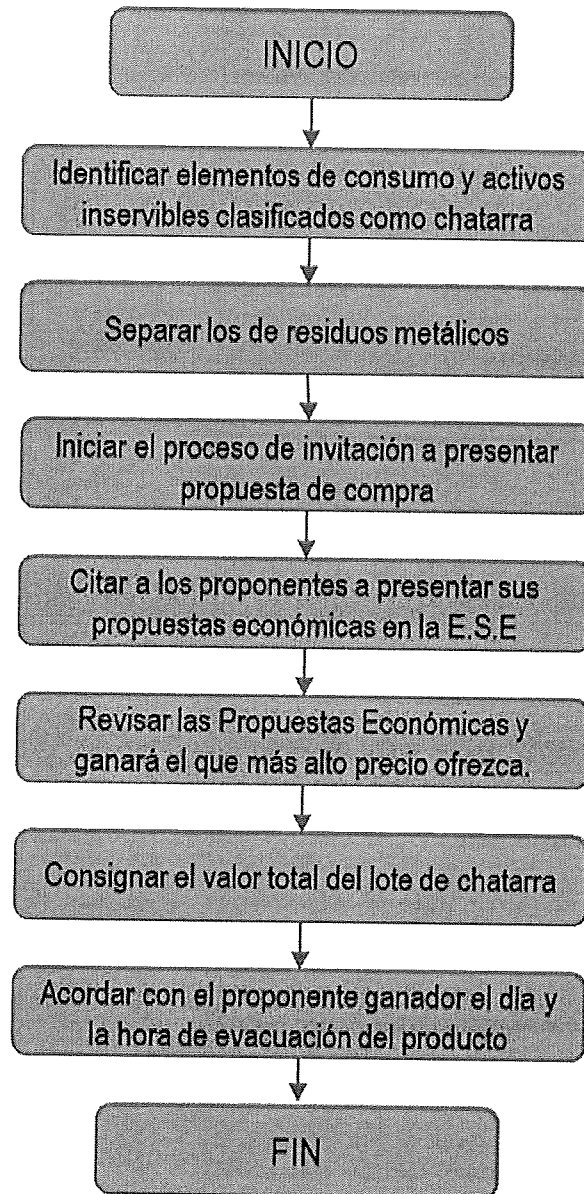 INICIO
Identificar elementos de consumo y activos
inservibles clasificados como chatarra
Separar los de residuos metálicos
Iniciar el proceso de invitación a presentar
propuesta de compra
Citar a los proponentes a presentar sus
propuestas económicas en la E.S.E
Revisar las Propuestas Económicas y
ganará el que más alto precio ofrezca.
Consignar el valor total del lote de chatarra
Acordar con el proponente ganador el día y
la hora de evacuación del producto
FIN